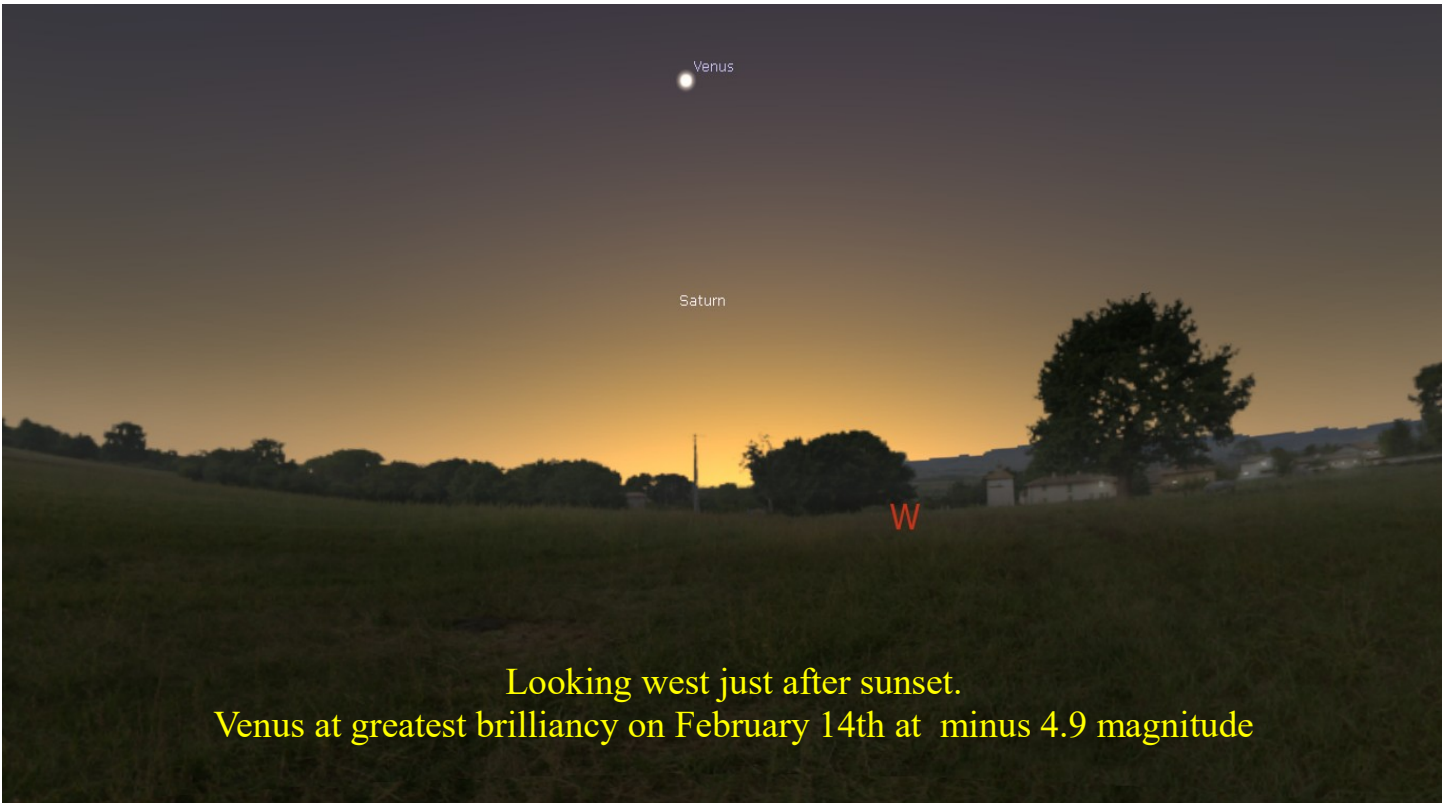 Venus
Saturn
W
Looking west just after sunset.
Venus at greatest brilliancy on February 14th at  minus 4.9 magnitude